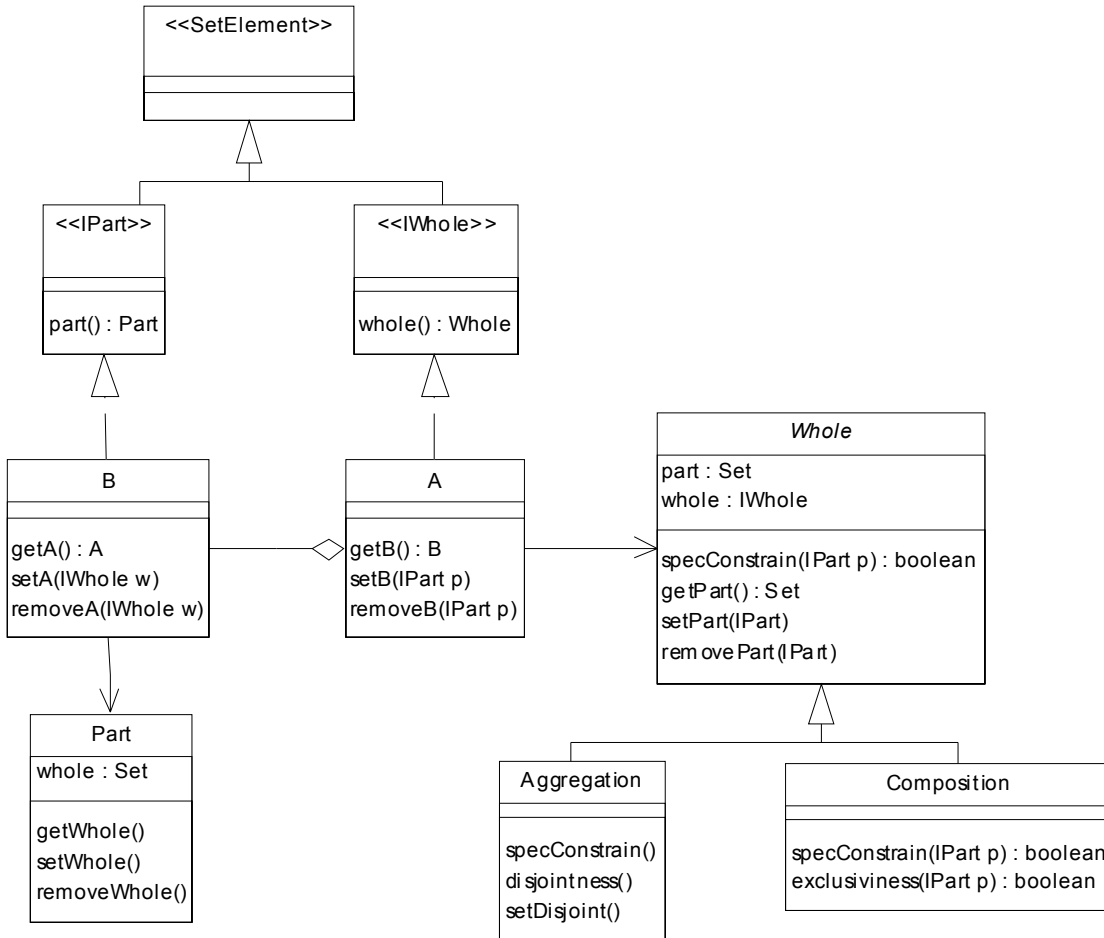 <<SetElement>>
<<IPart>>
part() : Part
<<IWhole>>
whole() : Whole
B
getA() : A
setA(IWhole w)
removeA(IWhole w)
A
getB() : B
setB(IPart p)
removeB(IPart p)
Whole
part : Set
whole : IWhole
specConstrain(IPart p) : boolean
getPart() : Set
setPart(IPart)
removePart(IPart)
Part
whole : Set
getWhole()
setWhole()
removeWhole()
Aggregation
specConstrain()
disjointness()
setDisjoint()
Composition
specConstrain(IPart p) : boolean
exclusiviness(IPart p) : boolean